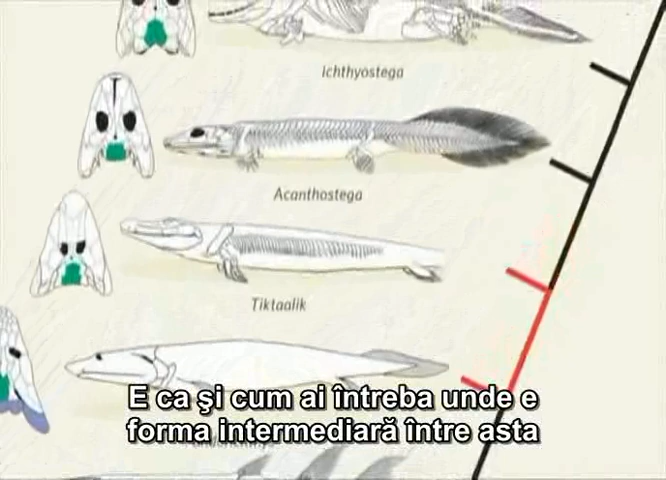 Ichthyostega
Acanthostega
Tiktaalik
E ca şi cum ai întreba unde e
forma intermediară între asta